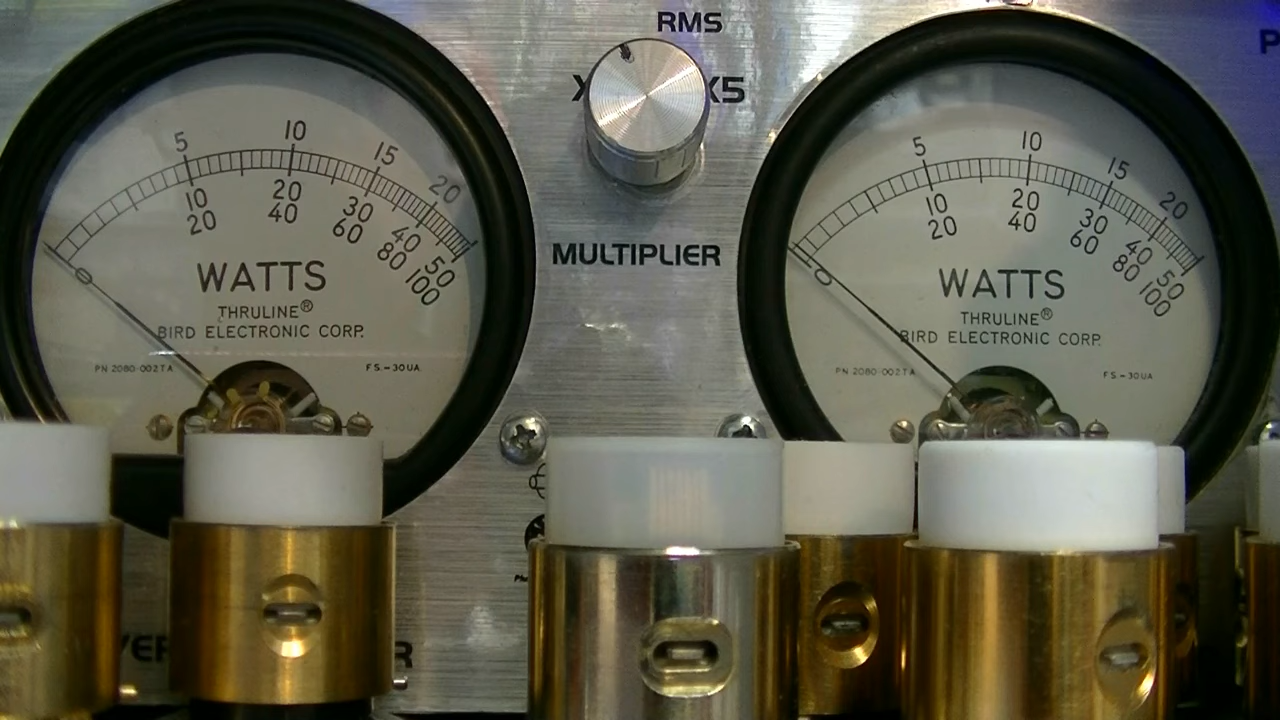 RMS
X5
MULTIPLIER
5 10 15 20
10 20 30 40 50
20 40 60 80 100
0
WATTS
THRULINE®
BIRD ELECTRONIC CORP.
PN 2080-002TA
FS.-30UA
5 10 15 20
10 20 30 40 50
20 40 60 80 100
0
WATTS
THRULINE®
BIRD ELECTRONIC CORP.
PN 2080-002TA
FS.-30UA